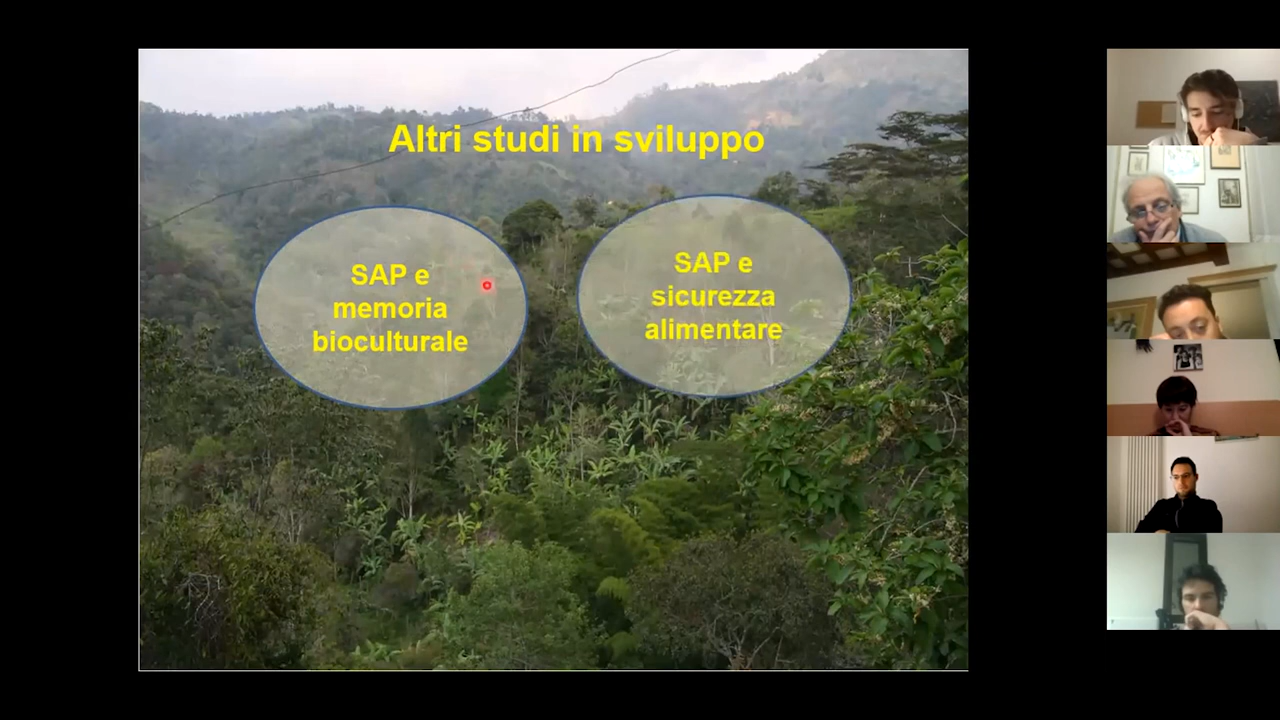 Altri studi in sviluppo
SAP e
memoria
bioculturale
SAP e
sicurezza
alimentare